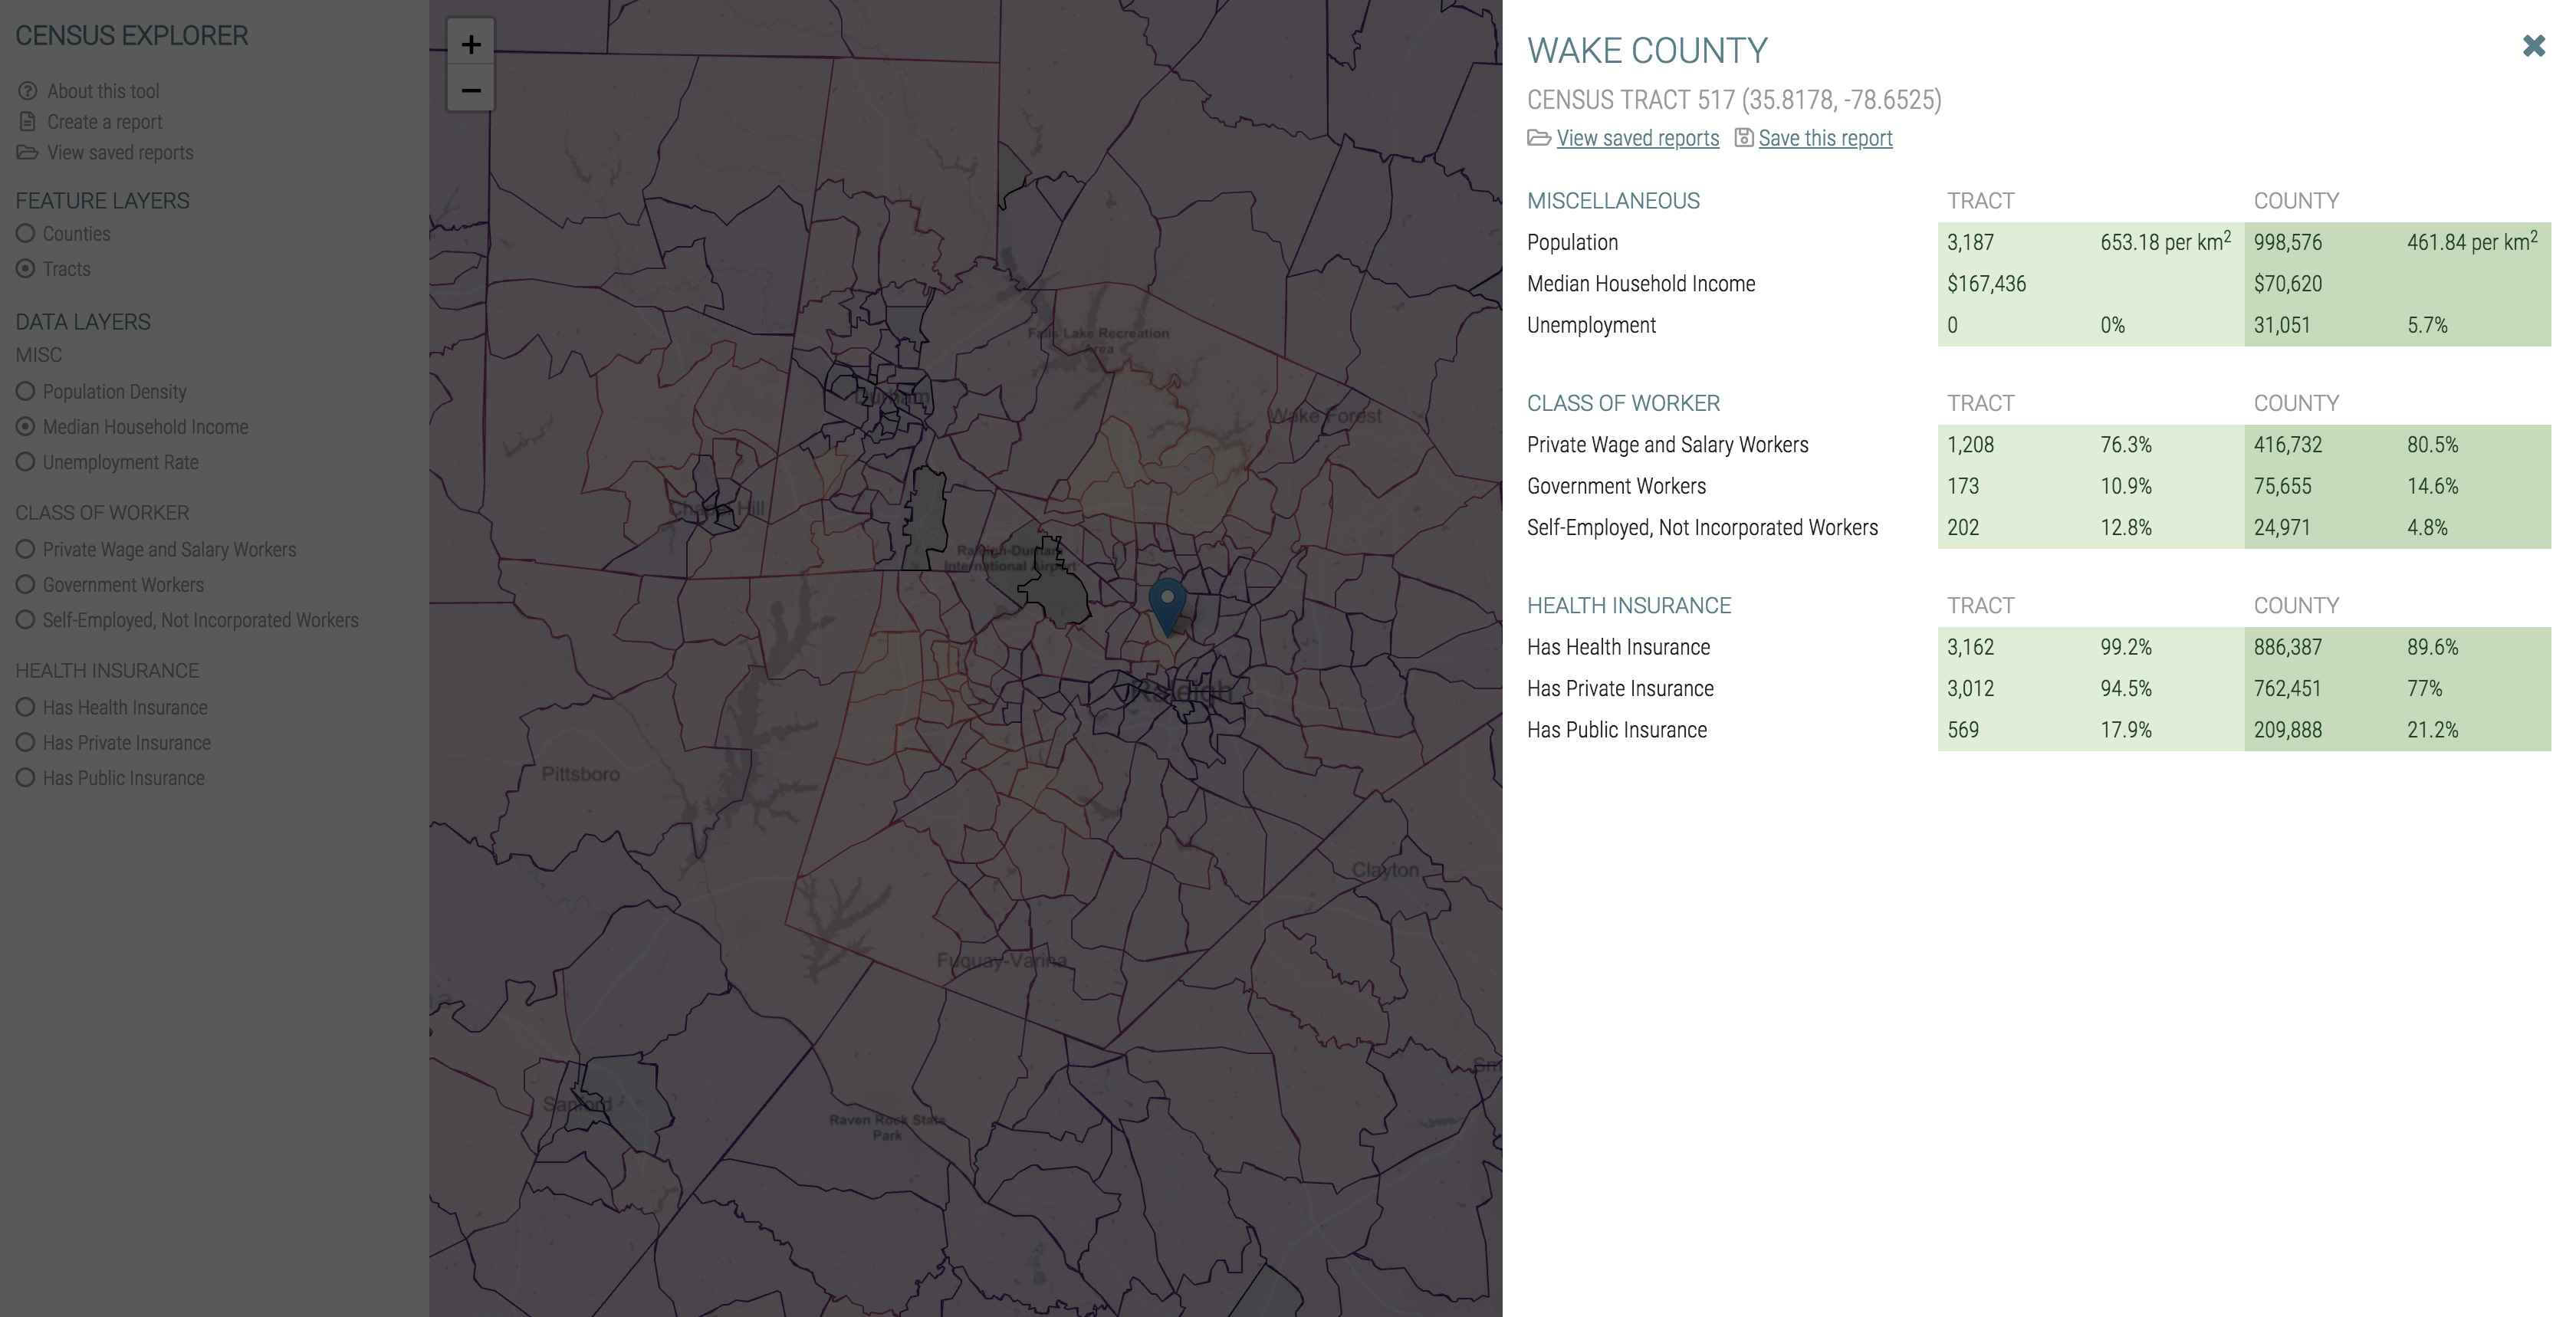 CENSUS EXPLORER
About this tool
Create a report
View saved reports
FEATURE LAYERS
Counties
Tracts
DATA LAYERS
MISC
Population Density
Median Household Income
Unemployment Rate
CLASS OF WORKER
Private Wage and Salary Workers
Government Workers
Self-Employed, Not Incorporated Workers
HEALTH INSURANCE
Has Health Insurance
Has Private Insurance
Has Public Insurance
+
−
Falls Lake Recreation
Area
Durham
Wake Forest
Chapel Hill
Raleigh-Durham
International Airport
Raleigh
Pittsboro
Clayton
Fuquay-Varina
Sanford
Raven Rock State
Park
Sm
WAKE COUNTY
CENSUS TRACT 517 (35.8178, -78.6525)
View saved reports Save this report
MISCELLANEOUS TRACT COUNTY
Population 3,187 653.18 per km² 998,576 461.84 per km²
Median Household Income $167,436 $70,620
Unemployment 0 0% 31,051 5.7%
CLASS OF WORKER TRACT COUNTY
Private Wage and Salary Workers 1,208 76.3% 416,732 80.5%
Government Workers 173 10.9% 75,655 14.6%
Self-Employed, Not Incorporated Workers 202 12.8% 24,971 4.8%
HEALTH INSURANCE TRACT COUNTY
Has Health Insurance 3,162 99.2% 886,387 89.6%
Has Private Insurance 3,012 94.5% 762,451 77%
Has Public Insurance 569 17.9% 209,888 21.2%